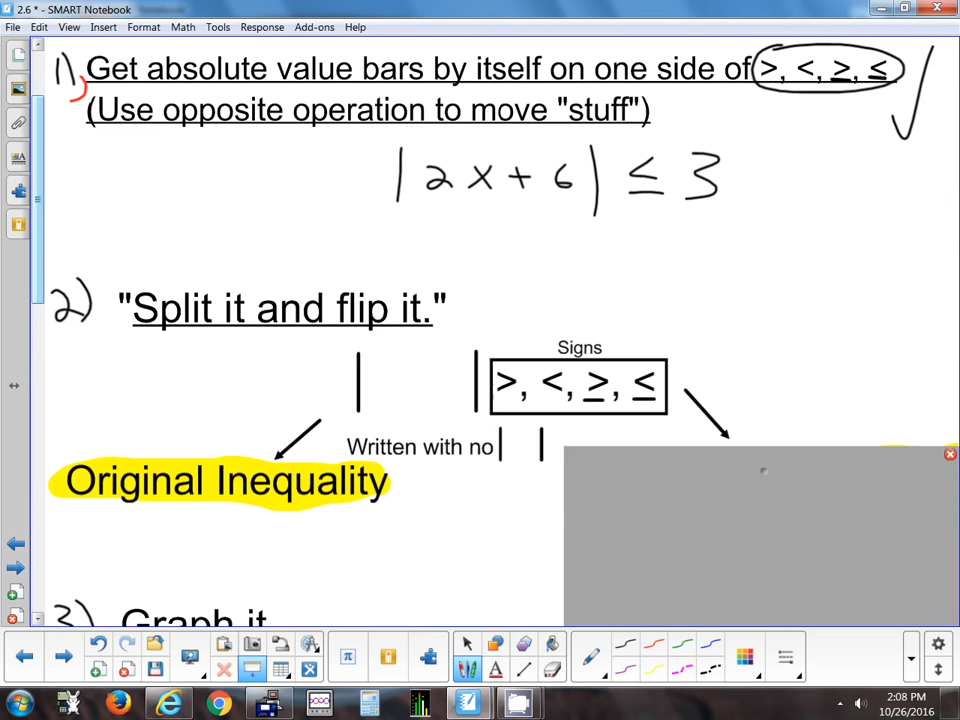 2.6 * - SMART Notebook
File Edit View Insert Format Math Tools Response Add-ons Help
1) Get absolute value bars by itself on one side of >, <, ≥, ≤
(Use opposite operation to move "stuff")
|2x+6| ≤ 3
2) "Split it and flip it."
Signs
| | >, <, ≥, ≤
Written with no | |
Original Inequality
3) Graph it
2:08 PM
10/26/2016